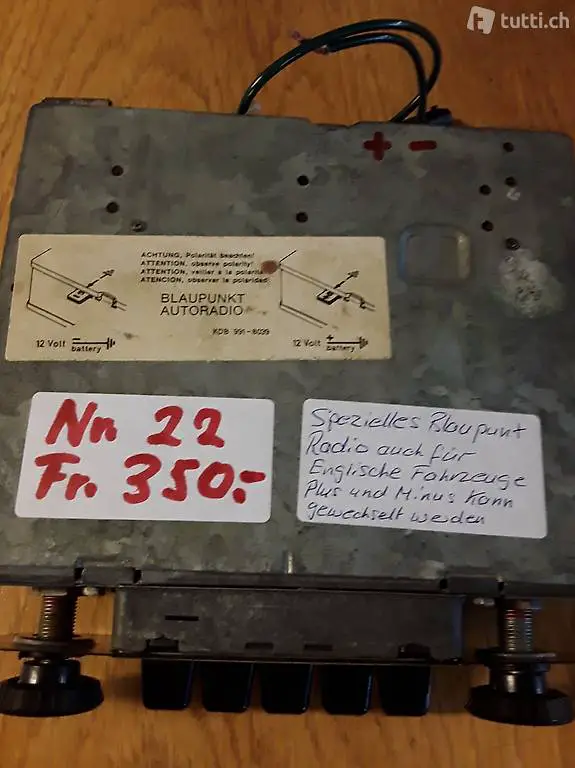 tutti.ch
+ -
ACHTUNG, Polarität beachten!
ATTENTION, observe polarity!
ATTENTION, veiller à la polarité
ATENCION, observar la polaridad
BLAUPUNKT
AUTORADIO
KDB 991-8039
12 Volt - battery
12 Volt + battery
Nr 22
Fr. 350.-
Spezielles Blaupunt
Radio auch für
Englische Fahrzeuge
Plus und Minus Kann
gewechselt werden